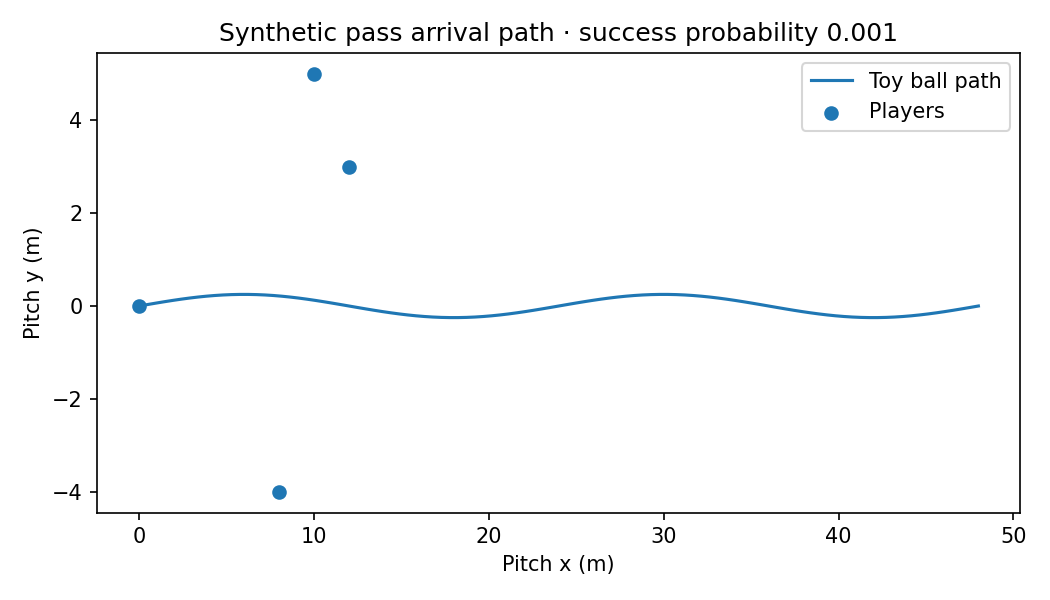 Synthetic pass arrival path · success probability 0.001
Toy ball path
Players
Pitch y (m)
4
2
0
−2
−4
0 10 20 30 40 50
Pitch x (m)